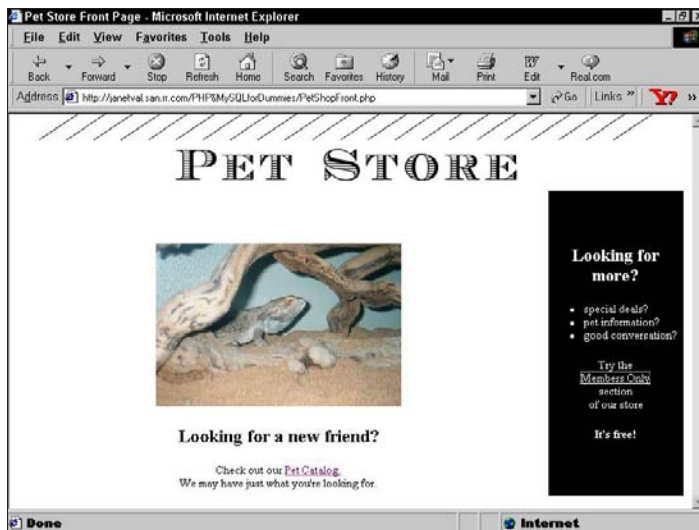 Pet Store Front Page - Microsoft Internet Explorer
File Edit View Favorites Tools Help
Back Forward Stop Refresh Home Search Favorites History Mail Print Edit Real.com
Address http://janetval.san.rr.com/PHP&MySQLforDummies/PetShopFront.php Go Links » Y? »
PET STORE
Looking for
more?
special deals?
pet information?
good conversation?
Try the
Members Only
section
of our store
It's free!
Looking for a new friend?
Check out our Pet Catalog.
We may have just what you're looking for.
Done Internet